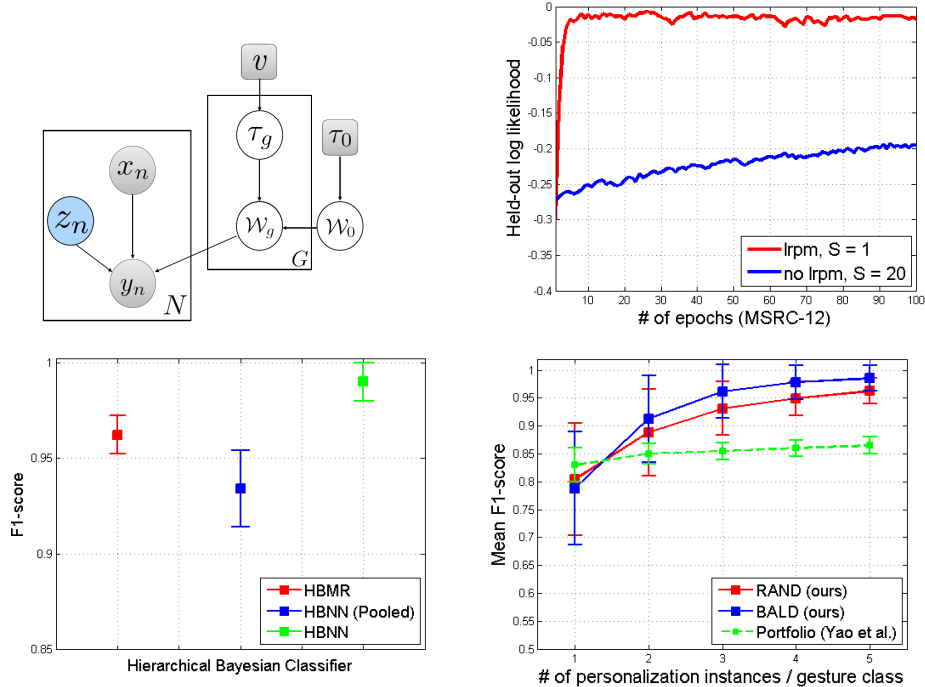 v
τ_g
τ_0
x_n
z_n
W_g
W_0
G
y_n
N
Held-out log likelihood
0
-0.05
-0.1
-0.15
-0.2
-0.25
-0.3
-0.35
-0.4
10 20 30 40 50 60 70 80 90 100
# of epochs (MSRC-12)
lrpm, S = 1
no lrpm, S = 20
F1-score
1
0.95
0.9
0.85
HBMR
HBNN (Pooled)
HBNN
Hierarchical Bayesian Classifier
Mean F1-score
1
0.95
0.9
0.85
0.8
0.75
0.7
0.65
0.6
0.55
0.5
1 2 3 4 5
RAND (ours)
BALD (ours)
Portfolio (Yao et al.)
# of personalization instances / gesture class